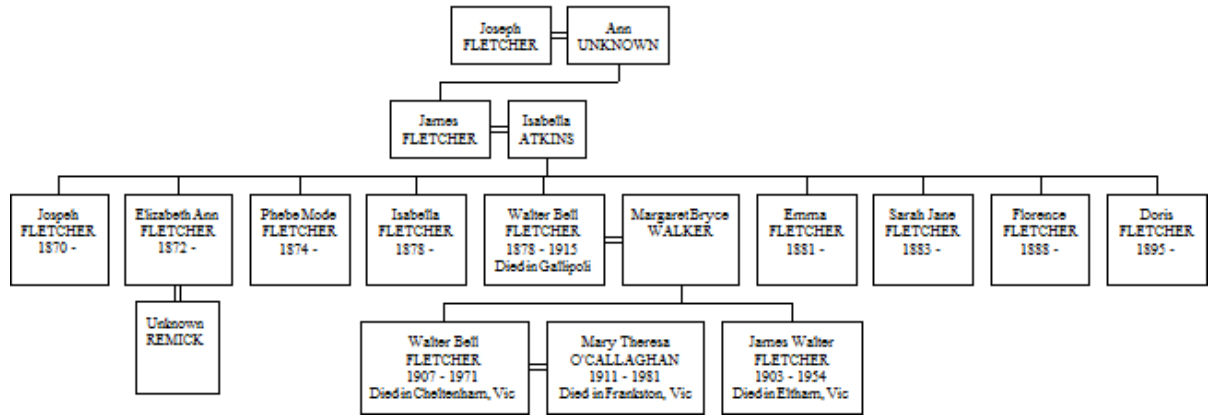 Joseph
FLETCHER
Ann
UNKNOWN
James
FLETCHER
Isabella
ATKINS
Jospeh
FLETCHER
1870 -
Elizabeth Ann
FLETCHER
1872 -
Phebe Mode
FLETCHER
1874 -
Isabella
FLETCHER
1878 -
Walter Bell
FLETCHER
1878 - 1915
Died in Gallipoli
Margaret Bryce
WALKER
Emma
FLETCHER
1881 -
Sarah Jane
FLETCHER
1883 -
Florence
FLETCHER
1888 -
Doris
FLETCHER
1895 -
Unknown
REMICK
Walter Bell
FLETCHER
1907 - 1971
Died in Cheltenham, Vic
Mary Theresa
O'CALLAGHAN
1911 - 1981
Died in Frankston, Vic
James Walter
FLETCHER
1903 - 1954
Died in Eltham, Vic